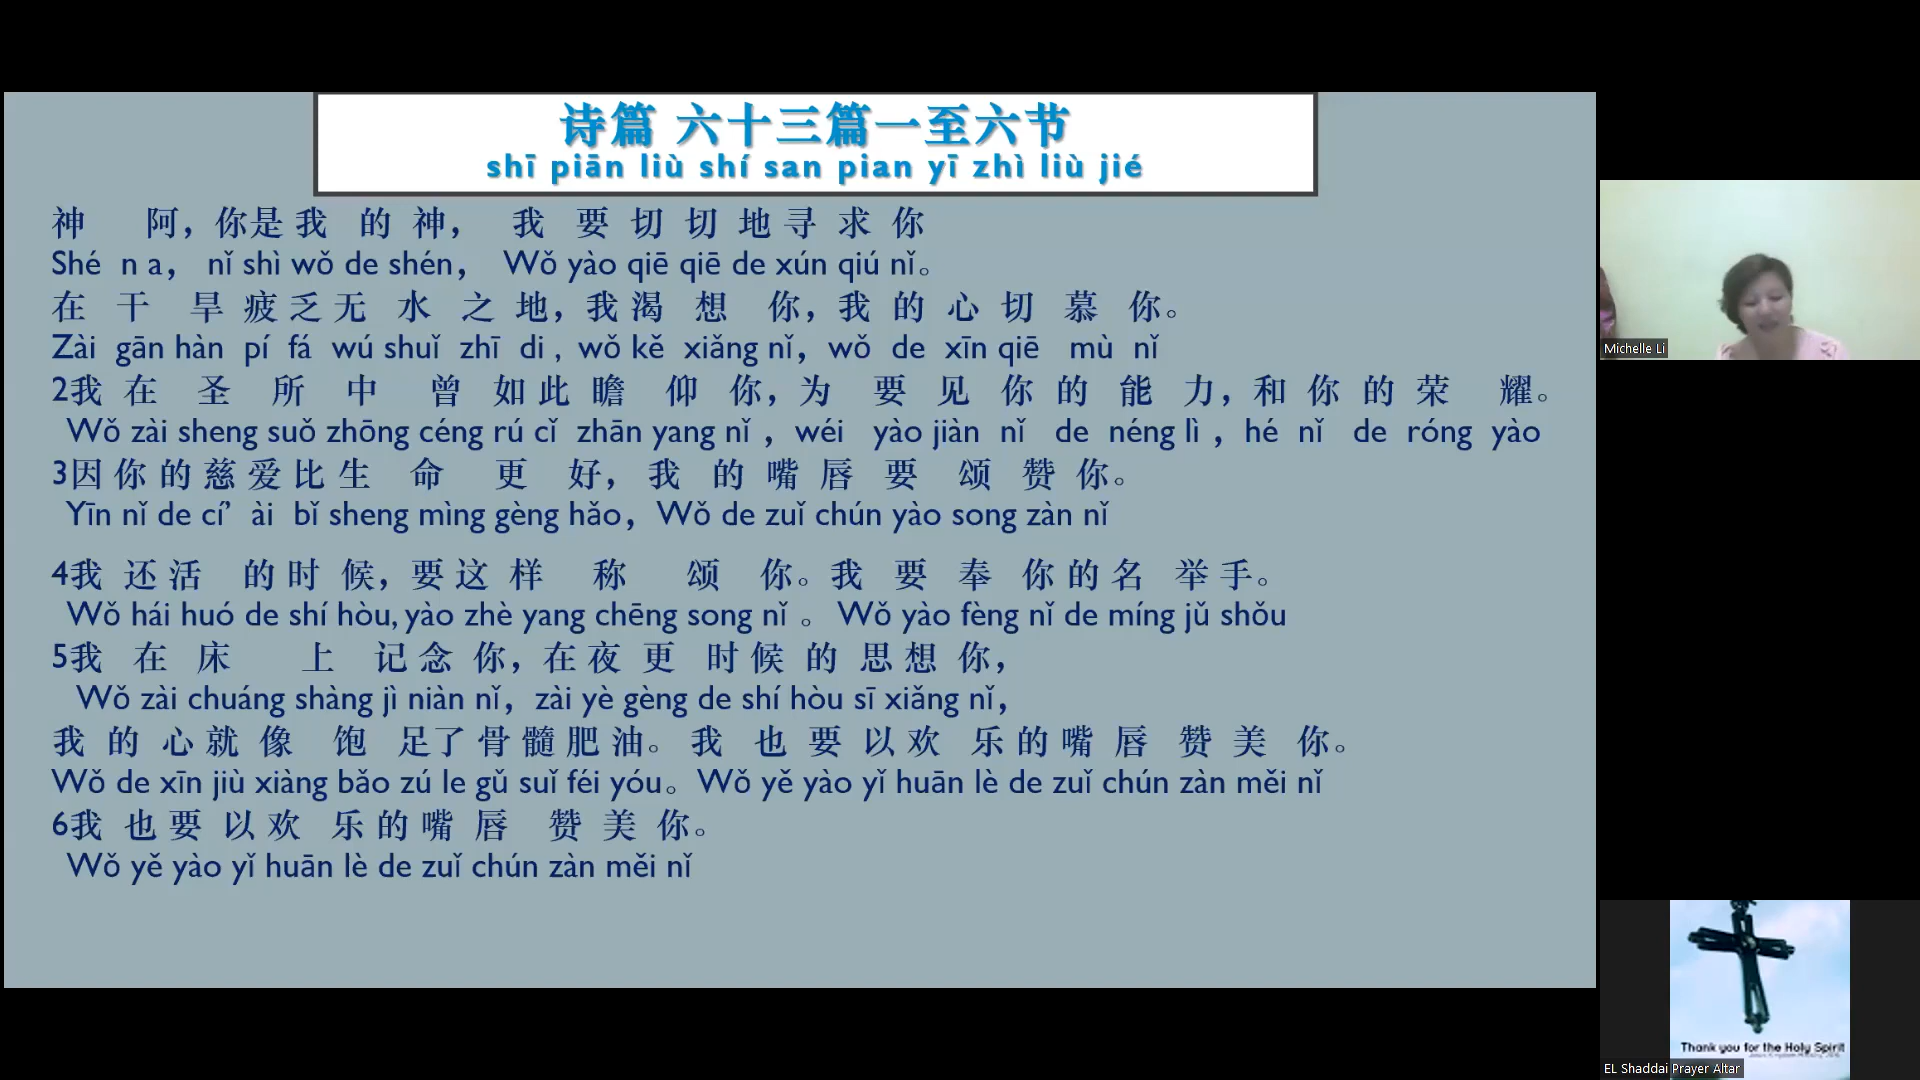 诗篇 六十三篇一至六节
shī piān liù shí san pian yī zhì liù jié
神 阿，你是我 的 神， 我 要 切 切 地 寻 求 你
Shé n a， nǐ shì wǒ de shén， Wǒ yào qiē qiē de xún qiú nǐ。
在 干 旱 疲 乏 无 水 之 地，我 渴 想 你，我 的 心 切 慕 你。
Zài gān hàn pí fá wú shuǐ zhī di , wǒ kě xiǎng nǐ，wǒ de xīn qiē mù nǐ
2我 在 圣 所 中 曾 如 此 瞻 仰 你，为 要 见 你 的 能 力，和 你 的 荣 耀。
Wǒ zài sheng suǒ zhōng céng rú cǐ zhān yang nǐ ，wéi yào jiàn nǐ de néng lì ，hé nǐ de róng yào
3因 你 的 慈 爱 比 生 命 更 好，我 的 嘴 唇 要 颂 赞 你。
Yīn nǐ de cí’ ài bǐ sheng mìng gèng hǎo，Wǒ de zuǐ chún yào song zàn nǐ
4我 还 活 的 时 候，要 这 样 称 颂 你。我 要 奉 你 的 名 举 手。
Wǒ hái huó de shí hòu, yào zhè yang chēng song nǐ 。 Wǒ yào fèng nǐ de míng jǔ shǒu
5我 在 床 上 记 念 你，在 夜 更 时 候 的 思 想 你，
Wǒ zài chuáng shàng jì niàn nǐ，zài yè gèng de shí hòu sī xiǎng nǐ，
我 的 心 就 像 饱 足了 骨 髓 肥 油。我 也 要 以 欢 乐 的 嘴 唇 赞 美 你。
Wǒ de xīn jiù xiàng bǎo zú le gǔ suǐ féi yóu。Wǒ yě yào yǐ huān lè de zuǐ chún zàn měi nǐ
6我 也 要 以 欢 乐 的 嘴 唇 赞 美 你。
Wǒ yě yào yǐ huān lè de zuǐ chún zàn měi nǐ
Michelle Li
Thank you for the Holy Spirit
EL Shaddai Prayer Altar